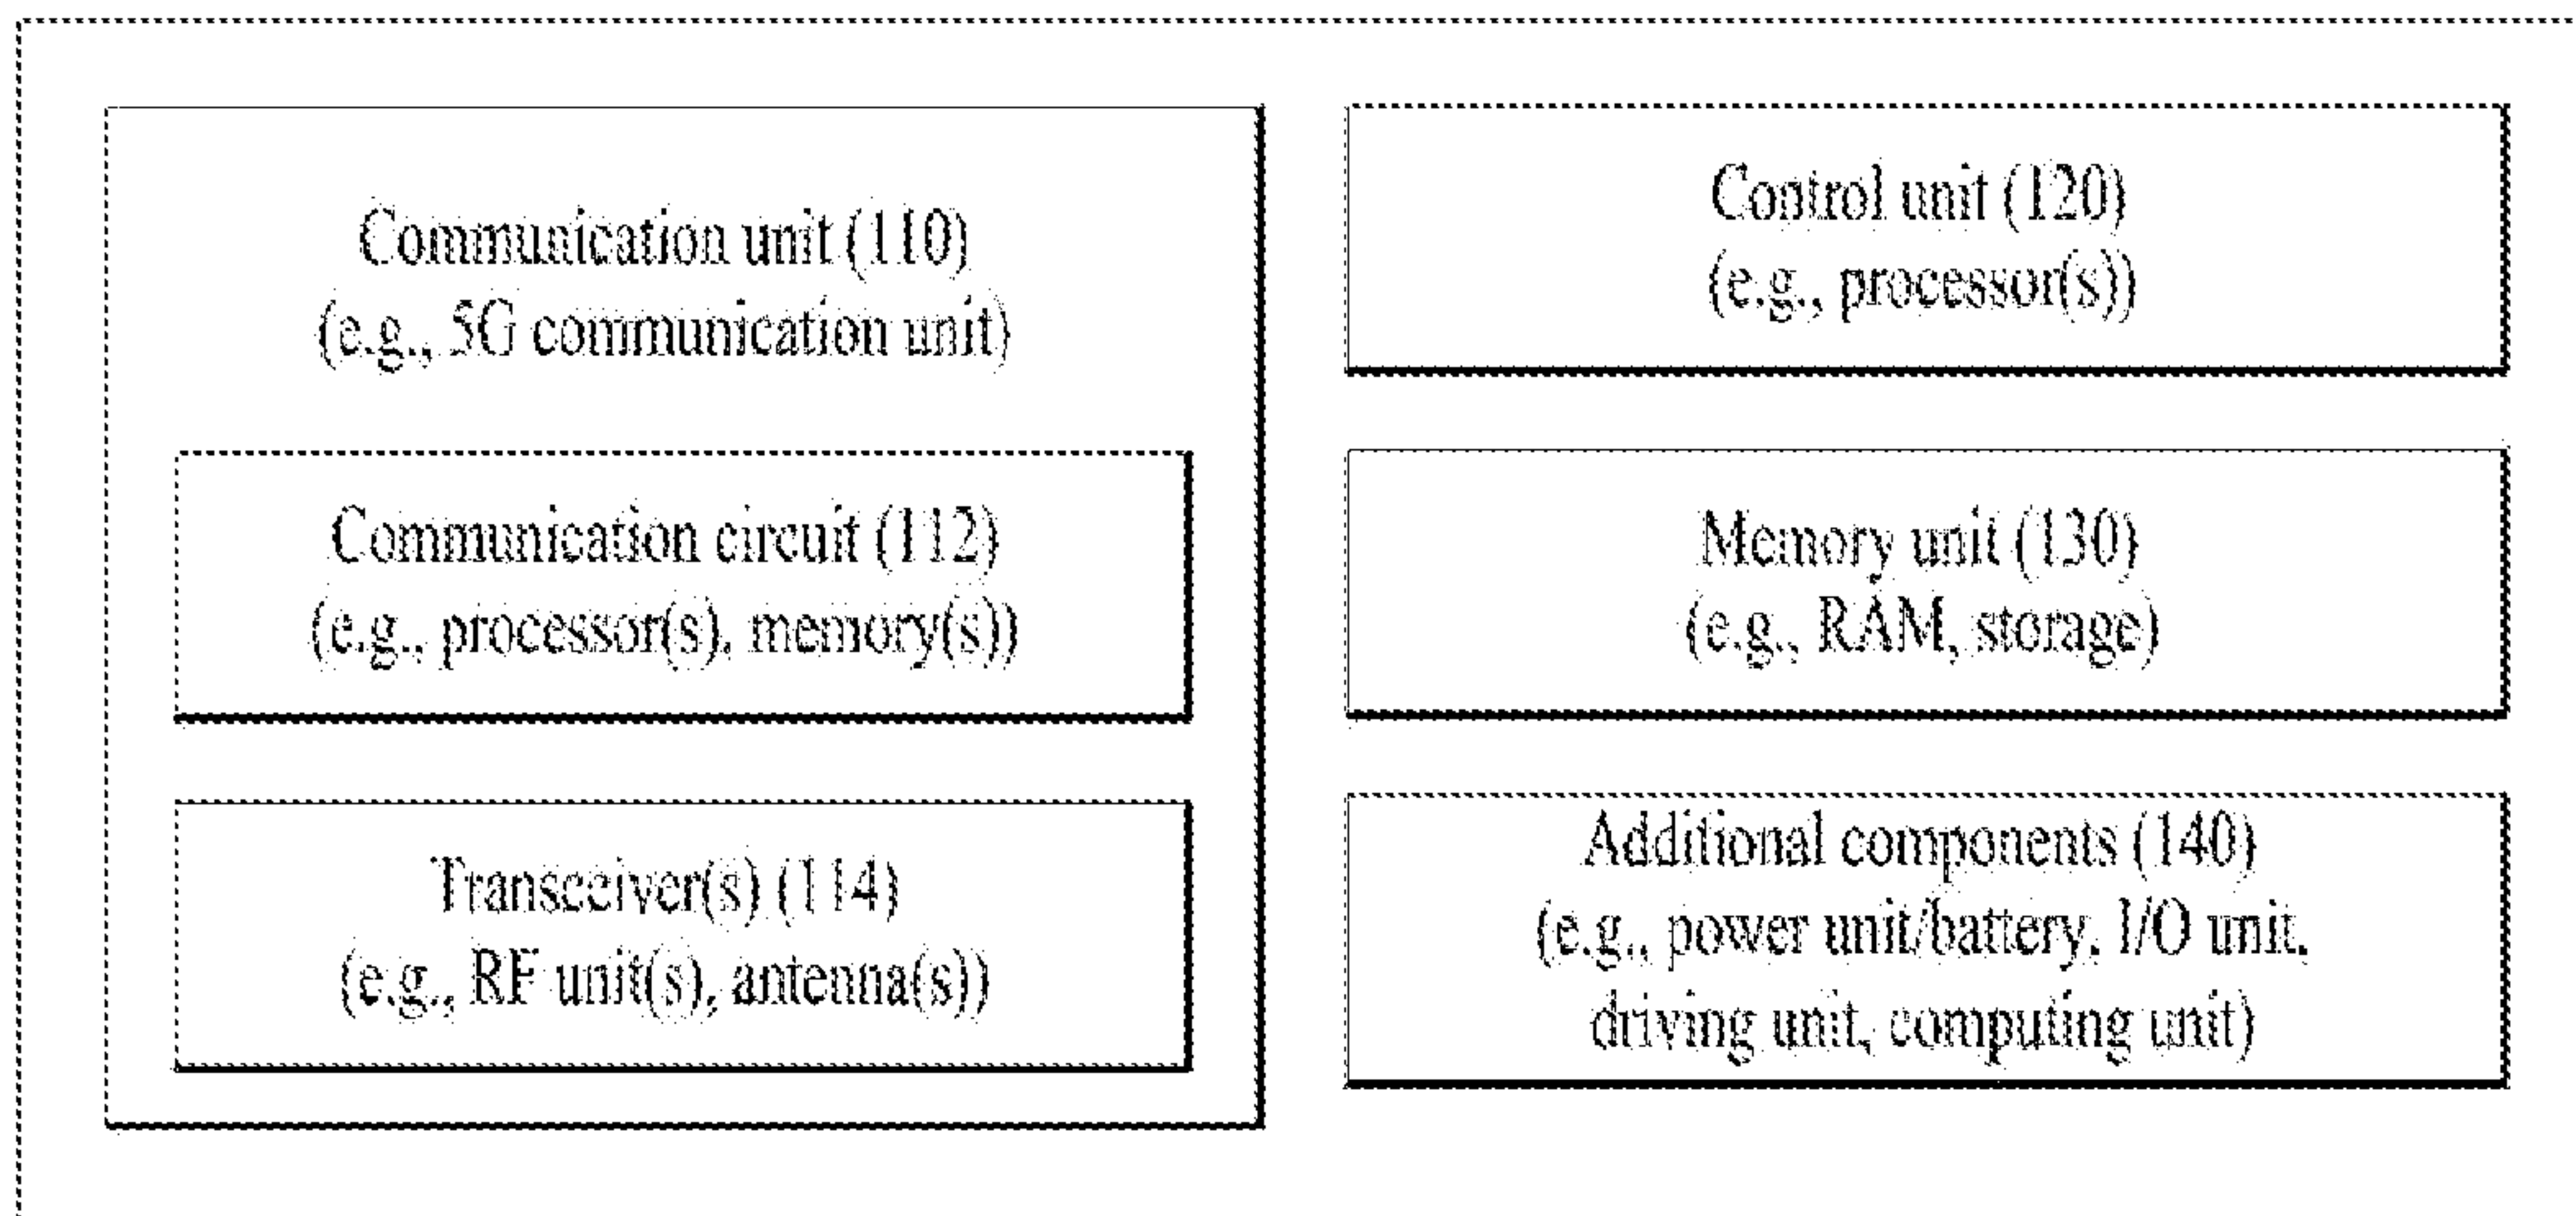 Communication unit (110)
(e.g., 5G communication unit)
Communication circuit (112)
(e.g., processor(s), memory(s))
Transceiver(s) (114)
(e.g., RF unit(s), antenna(s))
Control unit (120)
(e.g., processor(s))
Memory unit (130)
(e.g., RAM, storage)
Additional components (140)
(e.g., power unit/battery, I/O unit,
driving unit, computing unit)